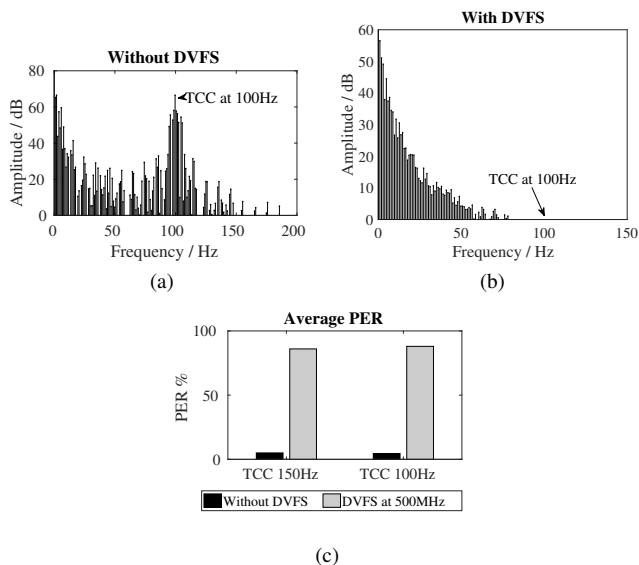 Without DVFS
Amplitude / dB
80
60
40
20
0
TCC at 100Hz
0 50 100 150 200
Frequency / Hz
(a)
With DVFS
Amplitude / dB
60
50
40
30
20
10
0
TCC at 100Hz
0 50 100 150
Frequency / Hz
(b)
Average PER
PER %
100
50
0
TCC 150Hz TCC 100Hz
Without DVFS DVFS at 500MHz
(c)